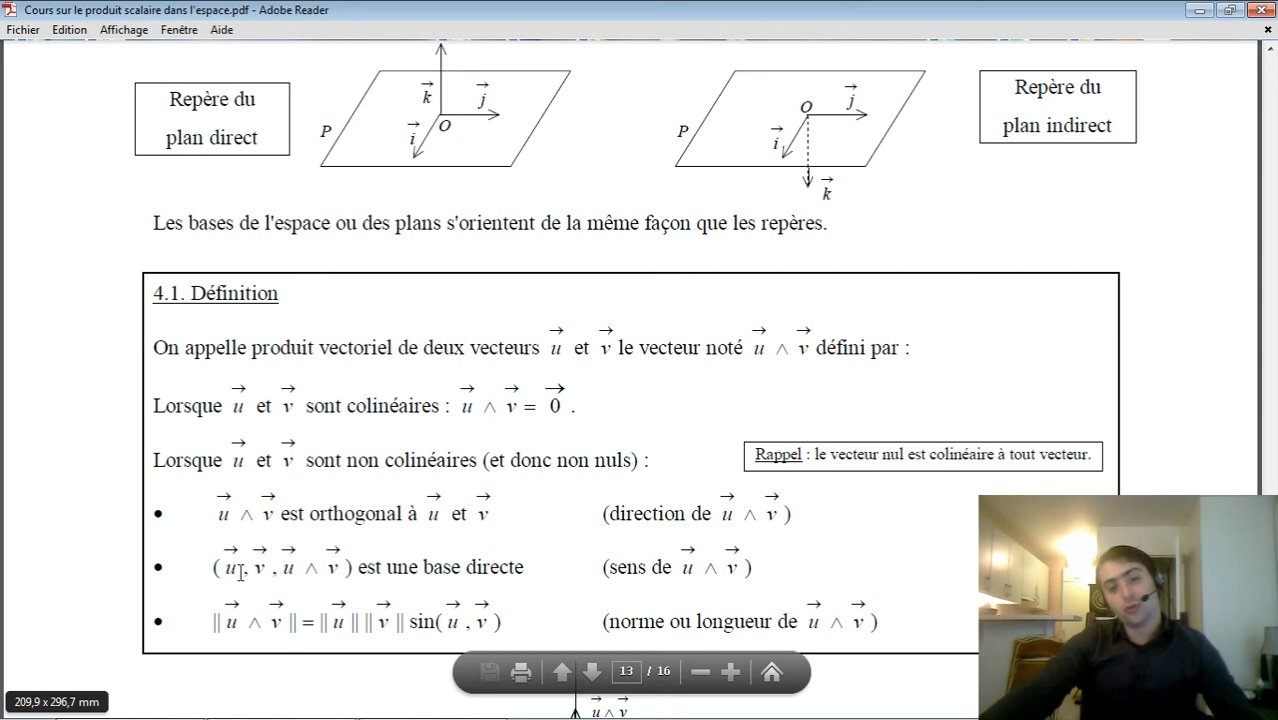 Cours sur le produit scalaire dans l'espace.pdf - Adobe Reader
Fichier Edition Affichage Fenêtre Aide
Repère du
plan direct
P
k
j
i
O
Repère du
plan indirect
P
O
j
i
k
Les bases de l'espace ou des plans s'orientent de la même façon que les repères.
4.1. Définition
On appelle produit vectoriel de deux vecteurs u et v le vecteur noté u ∧ v défini par :
Lorsque u et v sont colinéaires : u ∧ v = 0 .
Lorsque u et v sont non colinéaires (et donc non nuls) :
Rappel : le vecteur nul est colinéaire à tout vecteur.
• u ∧ v est orthogonal à u et v (direction de u ∧ v )
• ( u , v , u ∧ v ) est une base directe (sens de u ∧ v )
• || u ∧ v || = || u || || v || sin( u , v ) (norme ou longueur de u ∧ v )
13 / 16
209,9 x 296,7 mm
u ∧ v